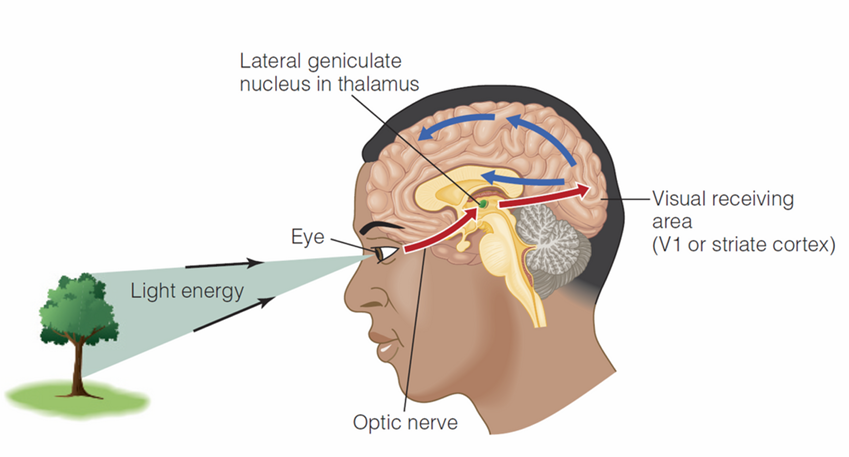 Lateral geniculate
nucleus in thalamus
Visual receiving
area
(V1 or striate cortex)
Eye
Light energy
Optic nerve